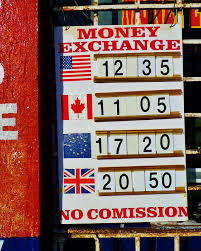 MONEY
EXCHANGE
12 35
11 05
17 20
20 50
NO COMISSION